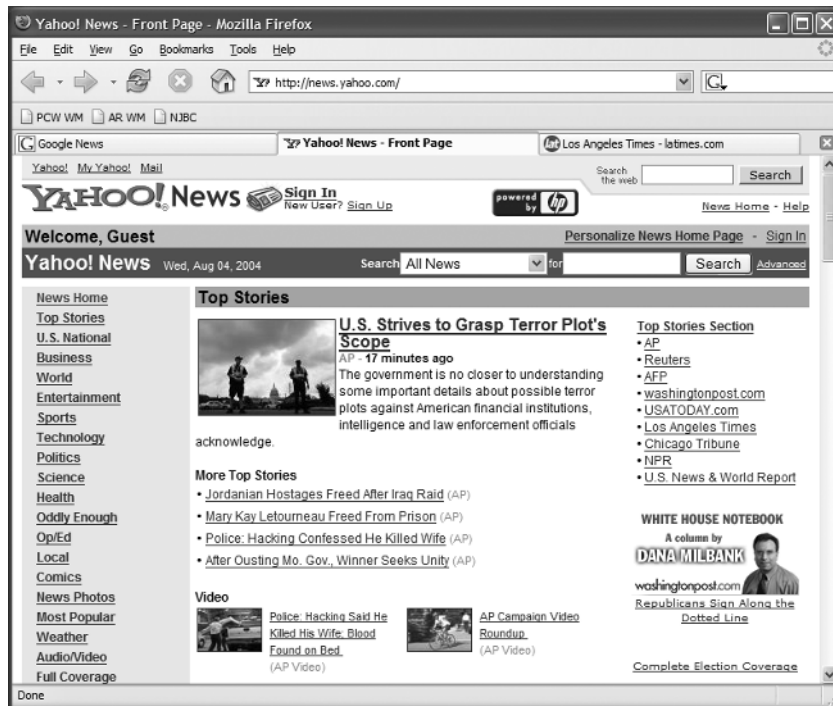 Yahoo! News - Front Page - Mozilla Firefox
File Edit View Go Bookmarks Tools Help
http://news.yahoo.com/
PCW WM AR WM NJBC
Google News Yahoo! News - Front Page Los Angeles Times - latimes.com
Yahoo! My Yahoo! Mail
Search
the web
Search
YAHOO! News
Sign In
New User? Sign Up
powered
by hp
News Home - Help
Welcome, Guest
Personalize News Home Page - Sign In
Yahoo! News Wed, Aug 04, 2004 Search All News for Search Advanced
News Home
Top Stories
U.S. National
Business
World
Entertainment
Sports
Technology
Politics
Science
Health
Oddly Enough
Op/Ed
Local
Comics
News Photos
Most Popular
Weather
Audio/Video
Full Coverage
Top Stories
U.S. Strives to Grasp Terror Plot's
Scope
AP - 17 minutes ago
The government is no closer to understanding
some important details about possible terror
plots against American financial institutions,
intelligence and law enforcement officials
acknowledge.
More Top Stories
• Jordanian Hostages Freed After Iraq Raid (AP)
• Mary Kay Letourneau Freed From Prison (AP)
• Police: Hacking Confessed He Killed Wife (AP)
• After Ousting Mo. Gov., Winner Seeks Unity (AP)
Video
Police: Hacking Said He
Killed His Wife; Blood
Found on Bed
(AP Video)
AP Campaign Video
Roundup
(AP Video)
Top Stories Section
• AP
• Reuters
• AFP
• washingtonpost.com
• USATODAY.com
• Los Angeles Times
• Chicago Tribune
• NPR
• U.S. News & World Report
WHITE HOUSE NOTEBOOK
A column by
DANA MILBANK
washingtonpost.com
Republicans Sign Along the
Dotted Line
Complete Election Coverage
Done